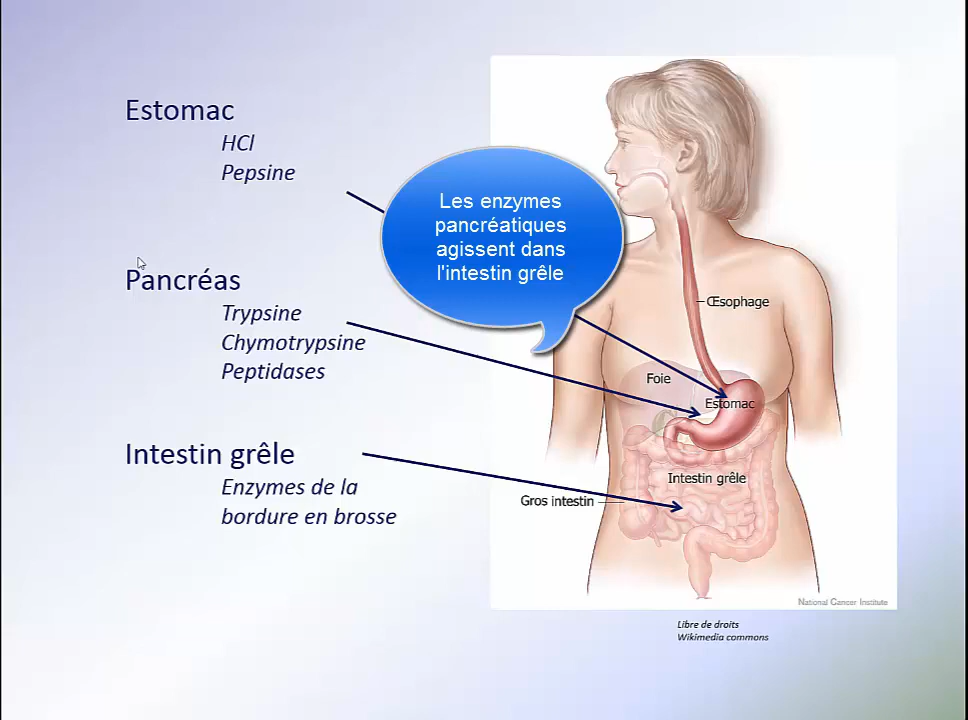 Estomac
HCl
Pepsine
Les enzymes
pancréatiques
agissent dans
l'intestin grêle
Pancréas
Trypsine
Chymotrypsine
Peptidases
Intestin grêle
Enzymes de la
bordure en brosse
Œsophage
Foie
Estomac
Intestin grêle
Gros intestin
National Cancer Institute
Libre de droits
Wikimedia commons